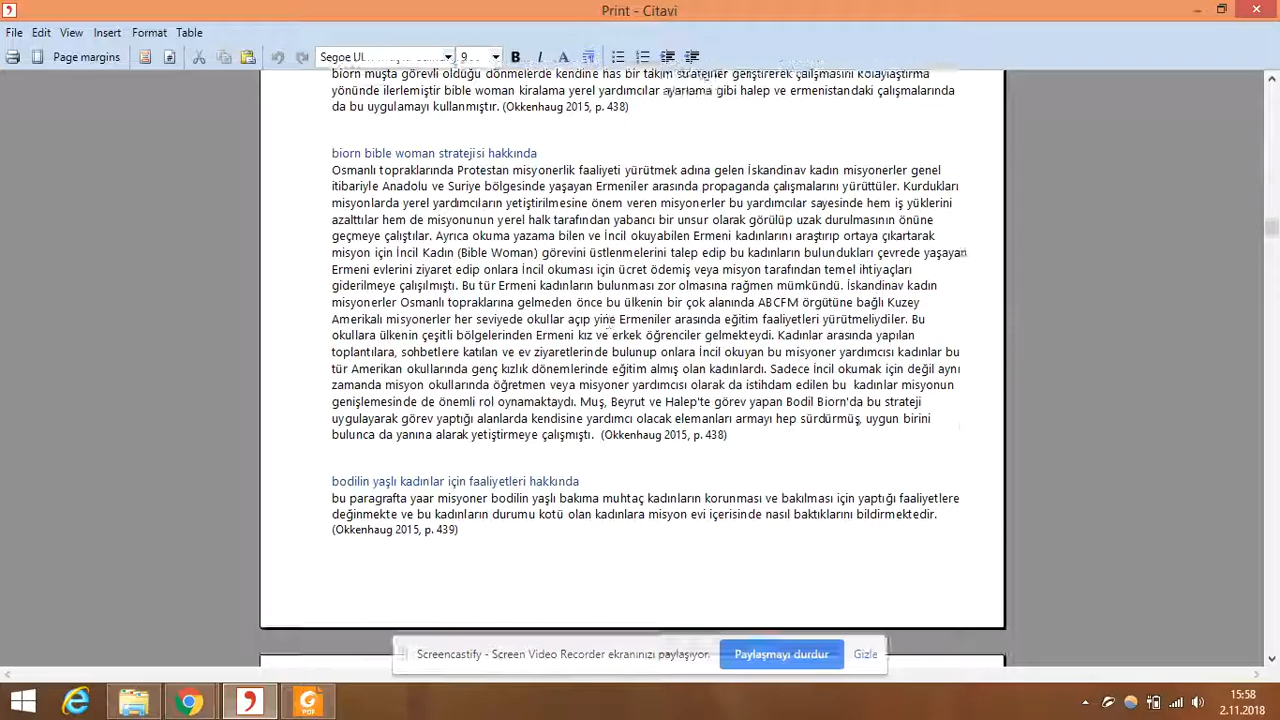 Print - Citavi
File Edit View Insert Format Table
Page margins Segoe UI 9 B I A
biorn muşta görevli olduğu dönmelerde kendine has bir takım stratejiler geliştirerek çalışmasını kolaylaştırma
yönünde ilerlemiştir bible woman kiralama yerel yardımcılar ayarlama gibi halep ve ermenistandaki çalışmalarında
da bu uygulamayı kullanmıştır. (Okkenhaug 2015, p. 438)
biorn bible woman stratejisi hakkında
Osmanlı topraklarında Protestan misyonerlik faaliyeti yürütmek adına gelen İskandinav kadın misyonerler genel
itibariyle Anadolu ve Suriye bölgesinde yaşayan Ermeniler arasında propaganda çalışmalarını yürüttüler. Kurdukları
misyonlarda yerel yardımcıların yetiştirilmesine önem veren misyonerler bu yardımcılar sayesinde hem iş yüklerini
azalttılar hem de misyonunun yerel halk tarafından yabancı bir unsur olarak görülüp uzak durulmasının önüne
geçmeye çalıştılar. Ayrıca okuma yazama bilen ve İncil okuyabilen Ermeni kadınlarını araştırıp ortaya çıkartarak
misyon için İncil Kadın (Bible Woman) görevini üstlenmelerini talep edip bu kadınların bulundukları çevrede yaşayan
Ermeni evlerini ziyaret edip onlara İncil okuması için ücret ödemiş veya misyon tarafından temel ihtiyaçları
giderilmeye çalışılmştı. Bu tür Ermeni kadınların bulunması zor olmasına rağmen mümkündü. İskandinav kadın
misyonerler Osmanlı topraklarına gelmeden önce bu ülkenin bir çok alanında ABCFM örgütüne bağlı Kuzey
Amerikalı misyonerler her seviyede okullar açıp yine Ermeniler arasında eğitim faaliyetleri yürütmeliydiler. Bu
okullara ülkenin çeşitli bölgelerinden Ermeni kız ve erkek öğrenciler gelmekteydi. Kadınlar arasında yapılan
toplantılara, sohbetlere katılan ve ev ziyaretlerinde bulunup onlara İncil okuyan bu misyoner yardımcısı kadınlar bu
tür Amerikan okullarında genç kızlık dönemlerinde eğitim almış olan kadınlardı. Sadece İncil okumak için değil aynı
zamanda misyon okullarında öğretmen veya misyoner yardımcısı olarak da istihdam edilen bu kadınlar misyonun
genişlemesinde de önemli rol oynamaktaydı. Muş, Beyrut ve Halep'te görev yapan Bodil Biorn'da bu strateji
uygulayarak görev yaptığı alanlarda kendisine yardımcı olacak elemanları armayı hep sürdürmüş, uygun birini
bulunca da yanına alarak yetiştirmeye çalışmıştı. (Okkenhaug 2015, p. 438)
bodilin yaşlı kadınlar için faaliyetleri hakkında
bu paragrafta yaar misyoner bodilin yaşlı bakıma muhtaç kadınların korunması ve bakılması için yaptığı faaliyetlere
değinmekte ve bu kadınların durumu kotü olan kadınlara misyon evi içerisinde nasıl baktıklarını bildirmektedir.
(Okkenhaug 2015, p. 439)
Screencastify - Screen Video Recorder ekranınızı paylaşıyor. Paylaşmayı durdur Gizle
15:58
2.11.2018